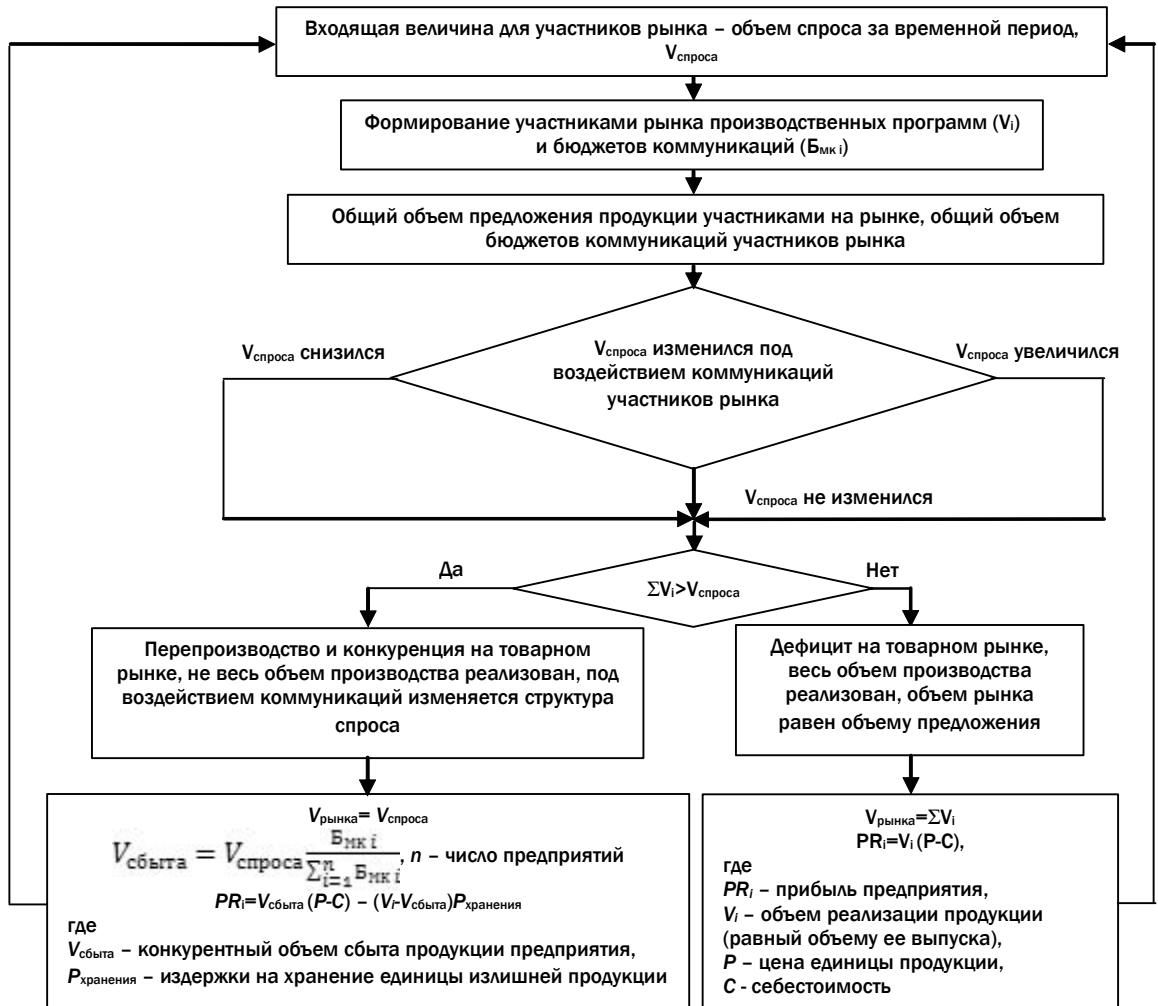 Входящая величина для участников рынка – объем спроса за временной период,
Vспроса
Формирование участниками рынка производственных программ (Vi)
и бюджетов коммуникаций (Бмк i)
Общий объем предложения продукции участниками на рынке, общий объем
бюджетов коммуникаций участников рынка
Vспроса снизился
Vспроса изменился под
воздействием коммуникаций
участников рынка
Vспроса увеличился
Vспроса не изменился
Да
ΣVi>Vспроса
Нет
Перепроизводство и конкуренция на товарном
рынке, не весь объем производства реализован, под
воздействием коммуникаций изменяется структура
спроса
Дефицит на товарном рынке,
весь объем производства
реализован, объем рынка
равен объему предложения
Vрынка= Vспроса
Vсбыта = Vспроса Бмк i / Σⁿi=1 Бмк i, n – число предприятий
PRi=Vсбыта (P-C) – (Vi-Vсбыта)Pхранения
где
Vсбыта – конкурентный объем сбыта продукции предприятия,
Pхранения – издержки на хранение единицы излишней продукции
Vрынка=ΣVi
PRi=Vi (P-C),
где
PRi – прибыль предприятия,
Vi – объем реализации продукции
(равный объему ее выпуска),
P – цена единицы продукции,
C - себестоимость